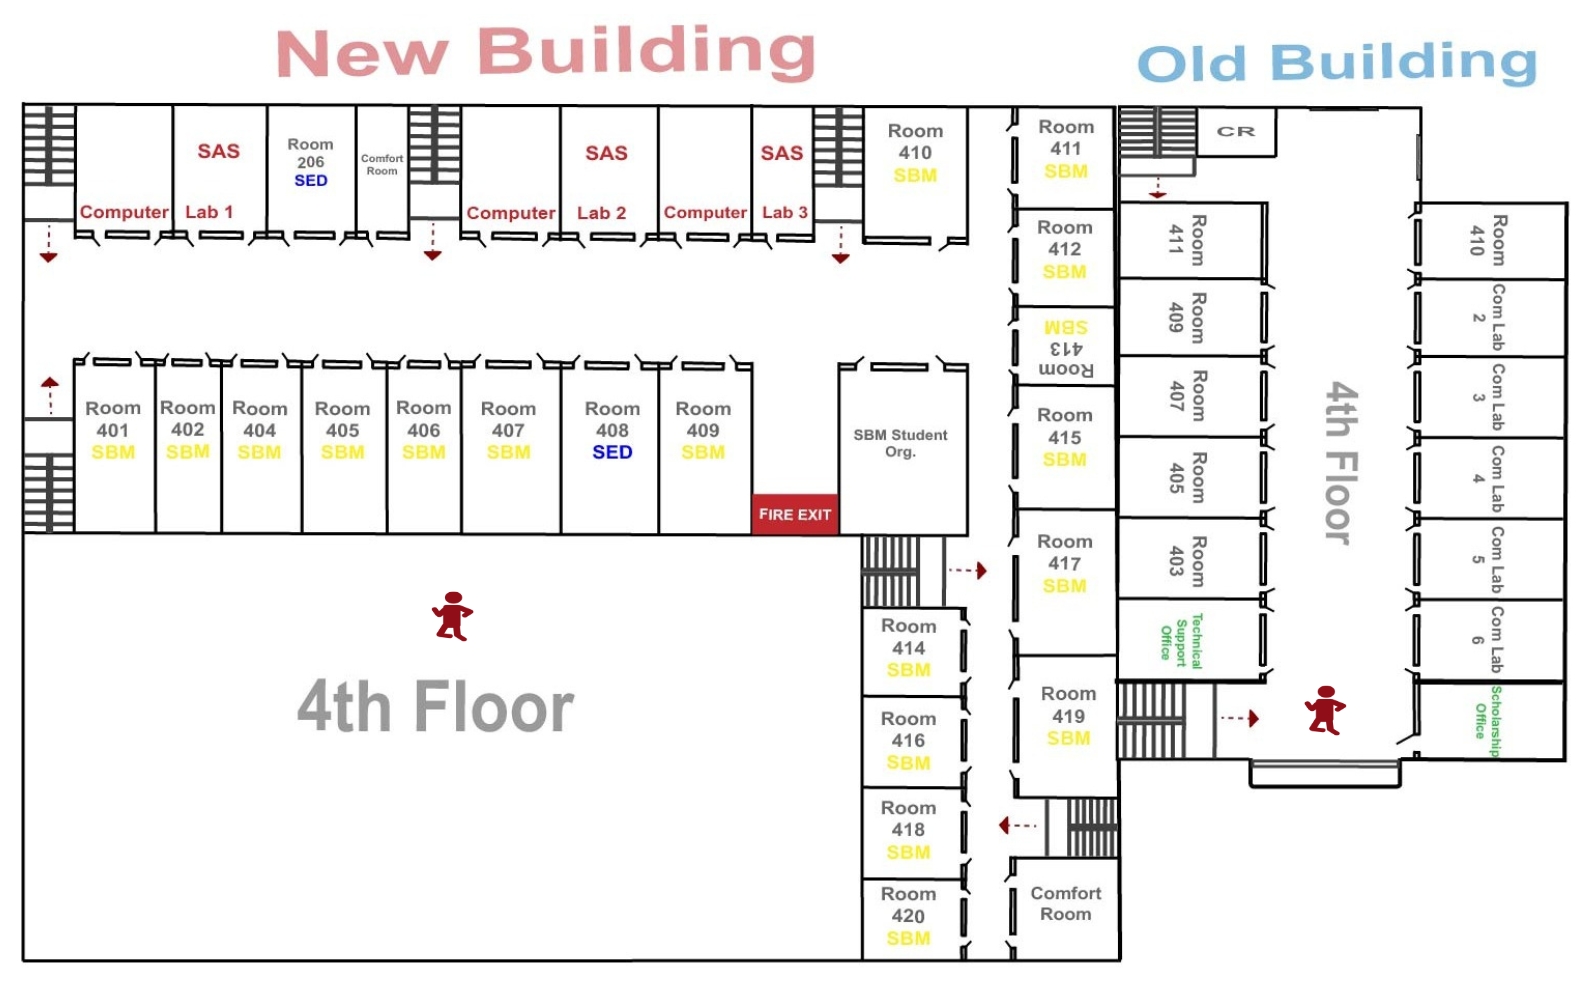 New Building
Old Building
SAS
Computer Lab 1
Room
206
SED
Comfort
Room
SAS
Computer Lab 2
SAS
Computer Lab 3
Room
410
SBM
Room
411
SBM
Room
412
SBM
SBM
413
Room
Room
415
SBM
Room
417
SBM
Room
419
SBM
Room
401
SBM
Room
402
SBM
Room
404
SBM
Room
405
SBM
Room
406
SBM
Room
407
SBM
Room
408
SED
Room
409
SBM
FIRE EXIT
SBM Student
Org.
Room
414
SBM
Room
416
SBM
Room
418
SBM
Room
420
SBM
Comfort
Room
4th Floor
CR
Room
411
Room
409
Room
407
Room
405
Room
403
Technical
Support
Office
4th Floor
Room
410
Com Lab
2
Com Lab
3
Com Lab
4
Com Lab
5
Com Lab
6
Scholarship
Office